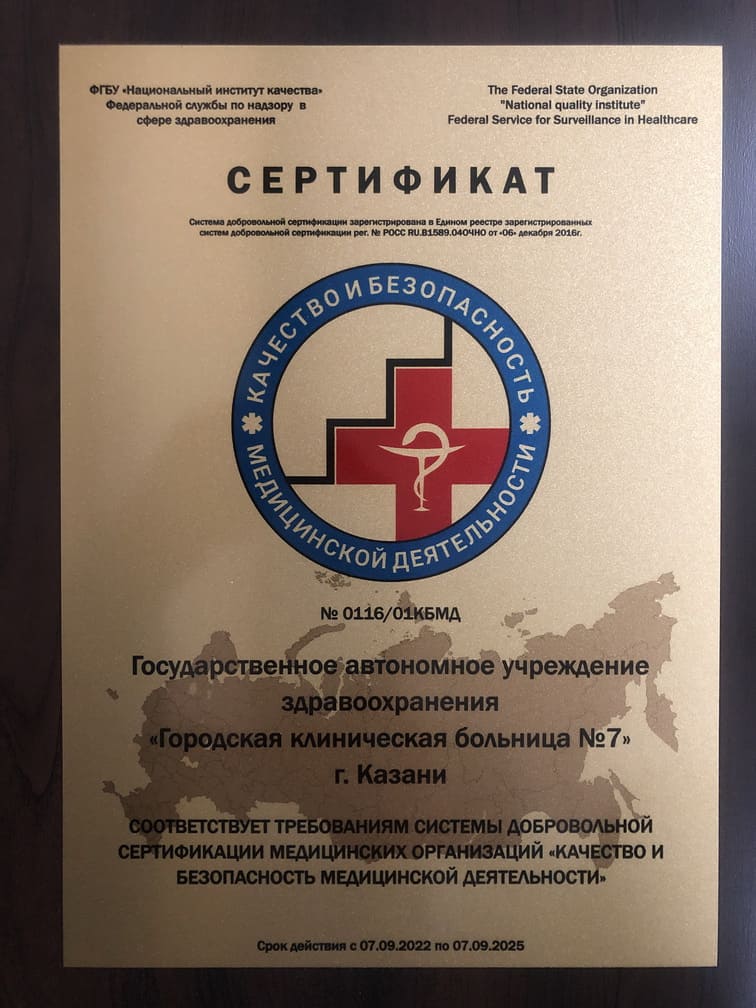 ФГБУ «Национальный институт качества»
Федеральной службы по надзору в
сфере здравоохранения
The Federal State Organization
"National quality institute"
Federal Service for Surveillance in Healthcare
СЕРТИФИКАТ
Система добровольной сертификации зарегистрирована в Едином реестре зарегистрированных
систем добровольной сертификации рег. № РОСС RU.В1589.04ОЧНО от «06» декабря 2016г.
КАЧЕСТВО И БЕЗОПАСНОСТЬ
МЕДИЦИНСКОЙ ДЕЯТЕЛЬНОСТИ
№ 0116/01КБМД
Государственное автономное учреждение
здравоохранения
«Городская клиническая больница №7»
г. Казани
СООТВЕТСТВУЕТ ТРЕБОВАНИЯМ СИСТЕМЫ ДОБРОВОЛЬНОЙ
СЕРТИФИКАЦИИ МЕДИЦИНСКИХ ОРГАНИЗАЦИЙ «КАЧЕСТВО И
БЕЗОПАСНОСТЬ МЕДИЦИНСКОЙ ДЕЯТЕЛЬНОСТИ»
Срок действия с 07.09.2022 по 07.09.2025